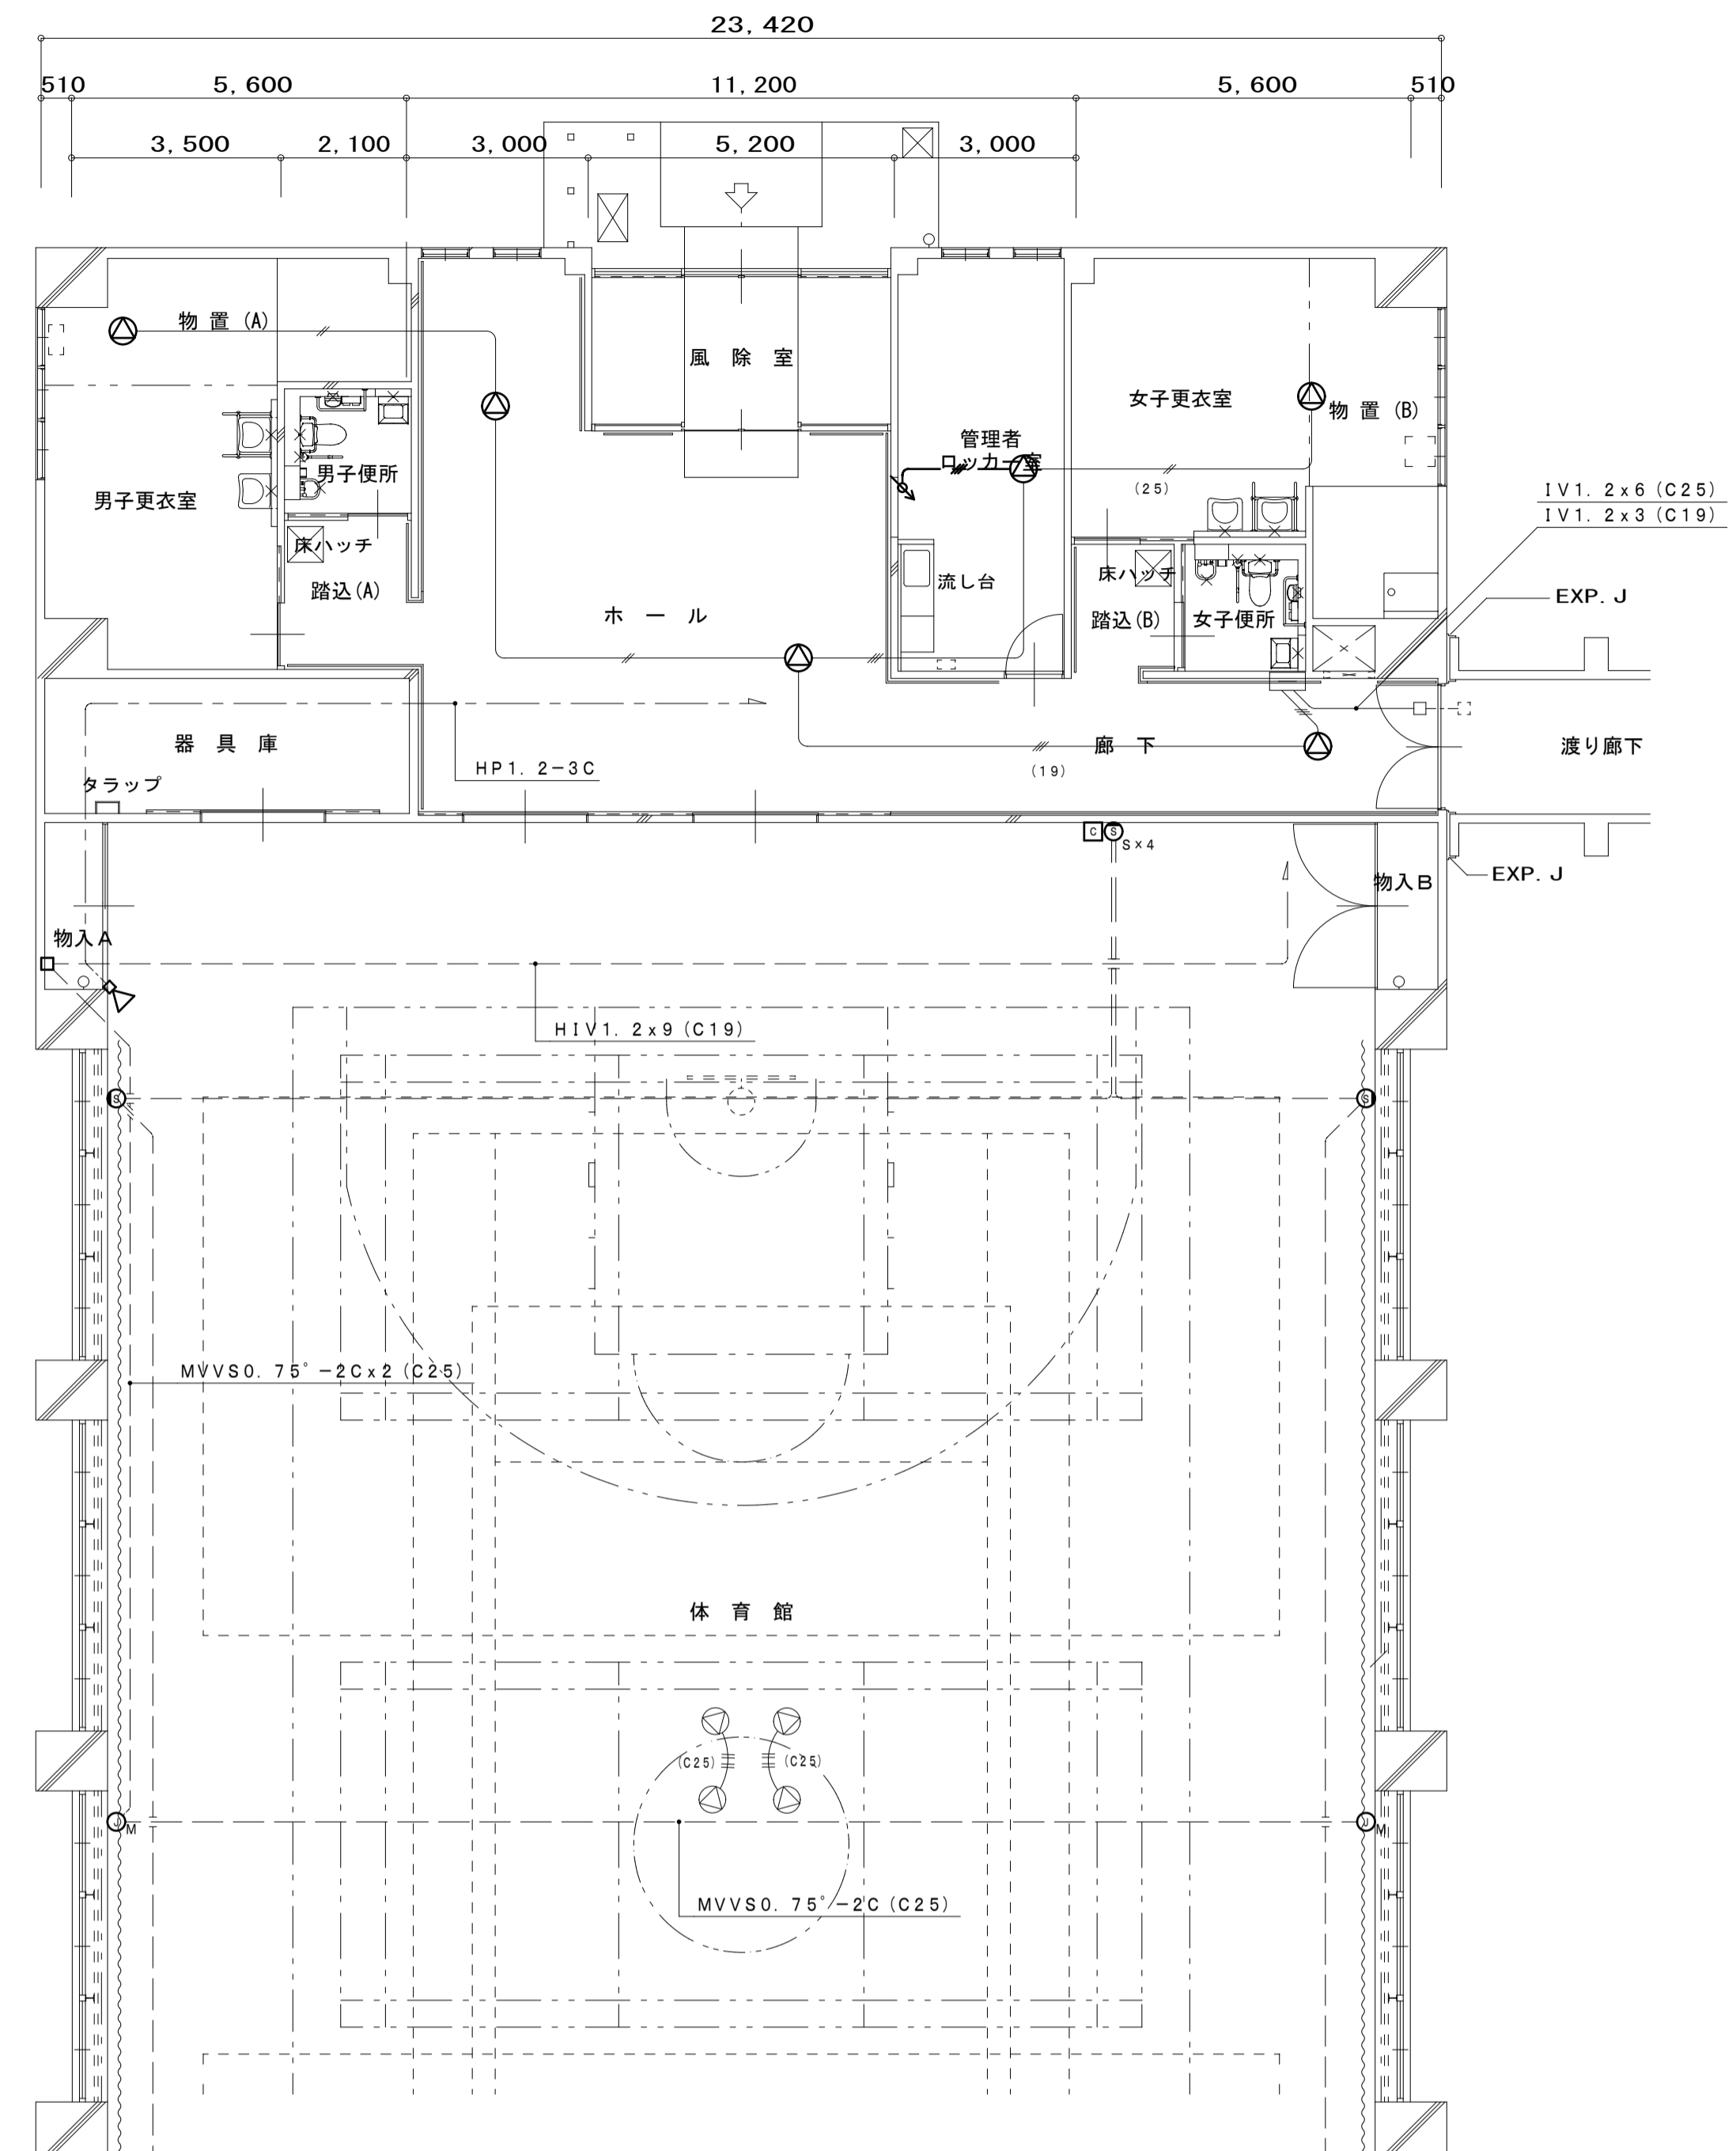 23,420
510 5,600 11,200 5,600 510
3,500 2,100 3,000 5,200 3,000
物 置 (A)
風 除 室
女子更衣室
物 置 (B)
管理者
ロッカー室
男子便所
男子更衣室
(25)
IV1.2x6(C25)
IV1.2x3(C19)
床ハッチ
床ハッチ
流し台
踏込(A)
EXP.J
ホ ー ル
踏込(B)
女子便所
器 具 庫
廊 下
渡り廊下
HP1.2-3C
(19)
タラップ
C
S
S×4
EXP.J
物入B
物入A
HIV1.2x9(C19)
S
S
MVVS0.75°-2Cx2(C25)
体 育 館
(C25)
(C25)
J
M
J
M
MVVS0.75°-2C(C25)